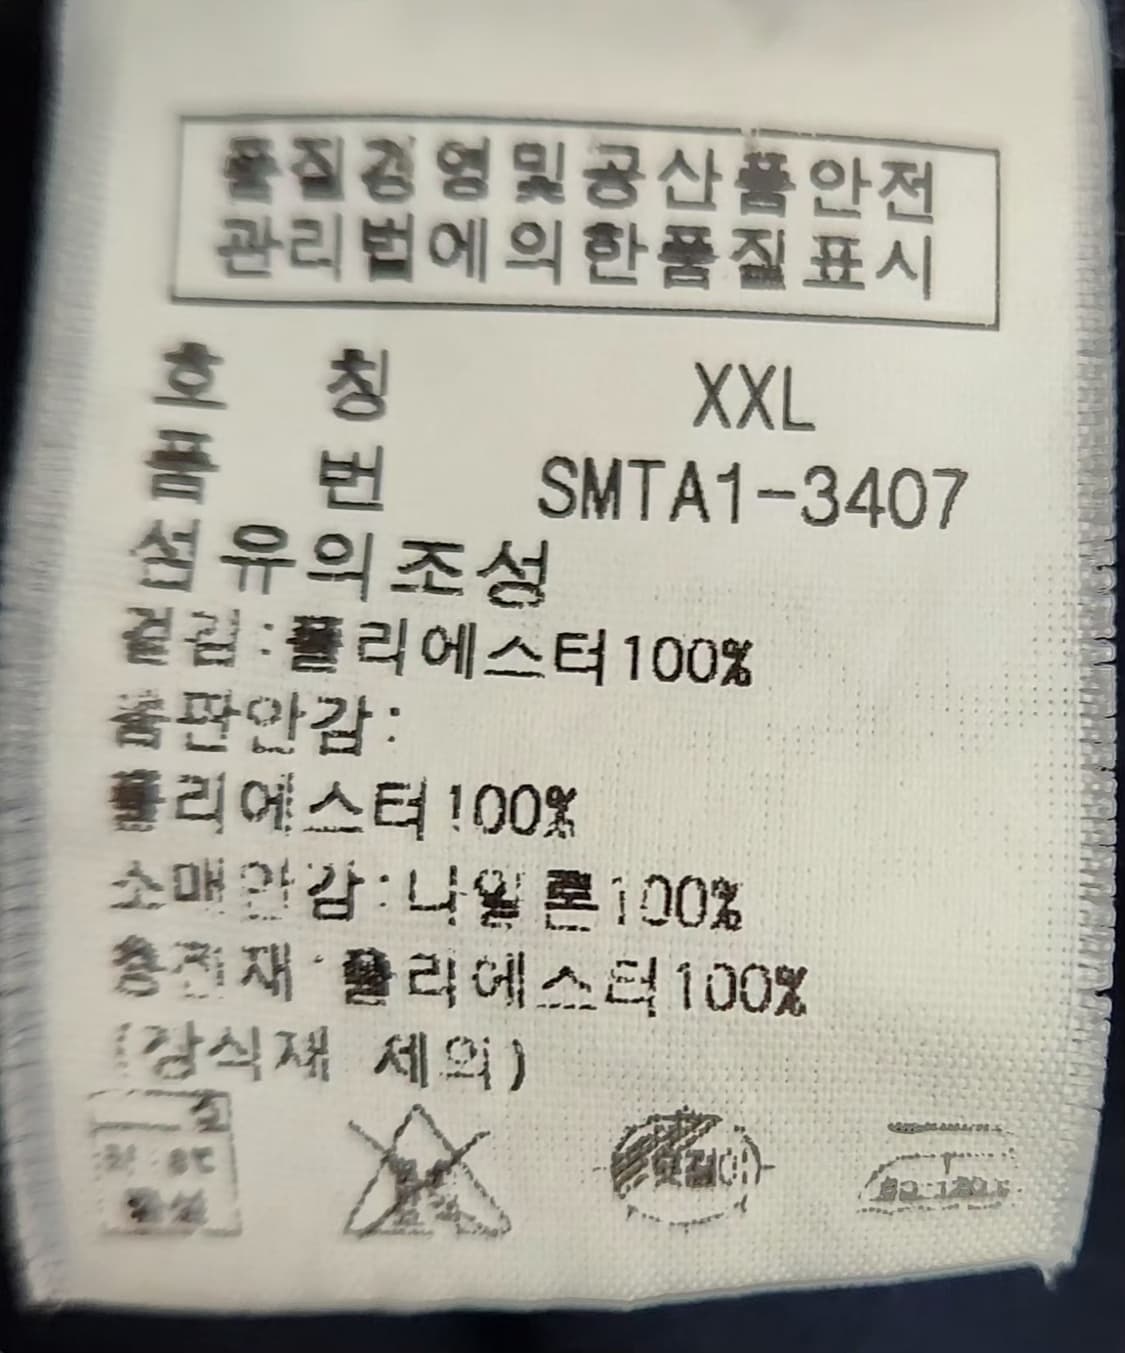 품질경영및공산품안전
관리법에의한품질표시
호 칭 XXL
품 번 SMTA1-3407
섬유의조성
겉감:폴리에스터100%
몸판안감:
폴리에스터100%
소매안감:나일론100%
충전재:폴리에스터100%
(장식재 제외)